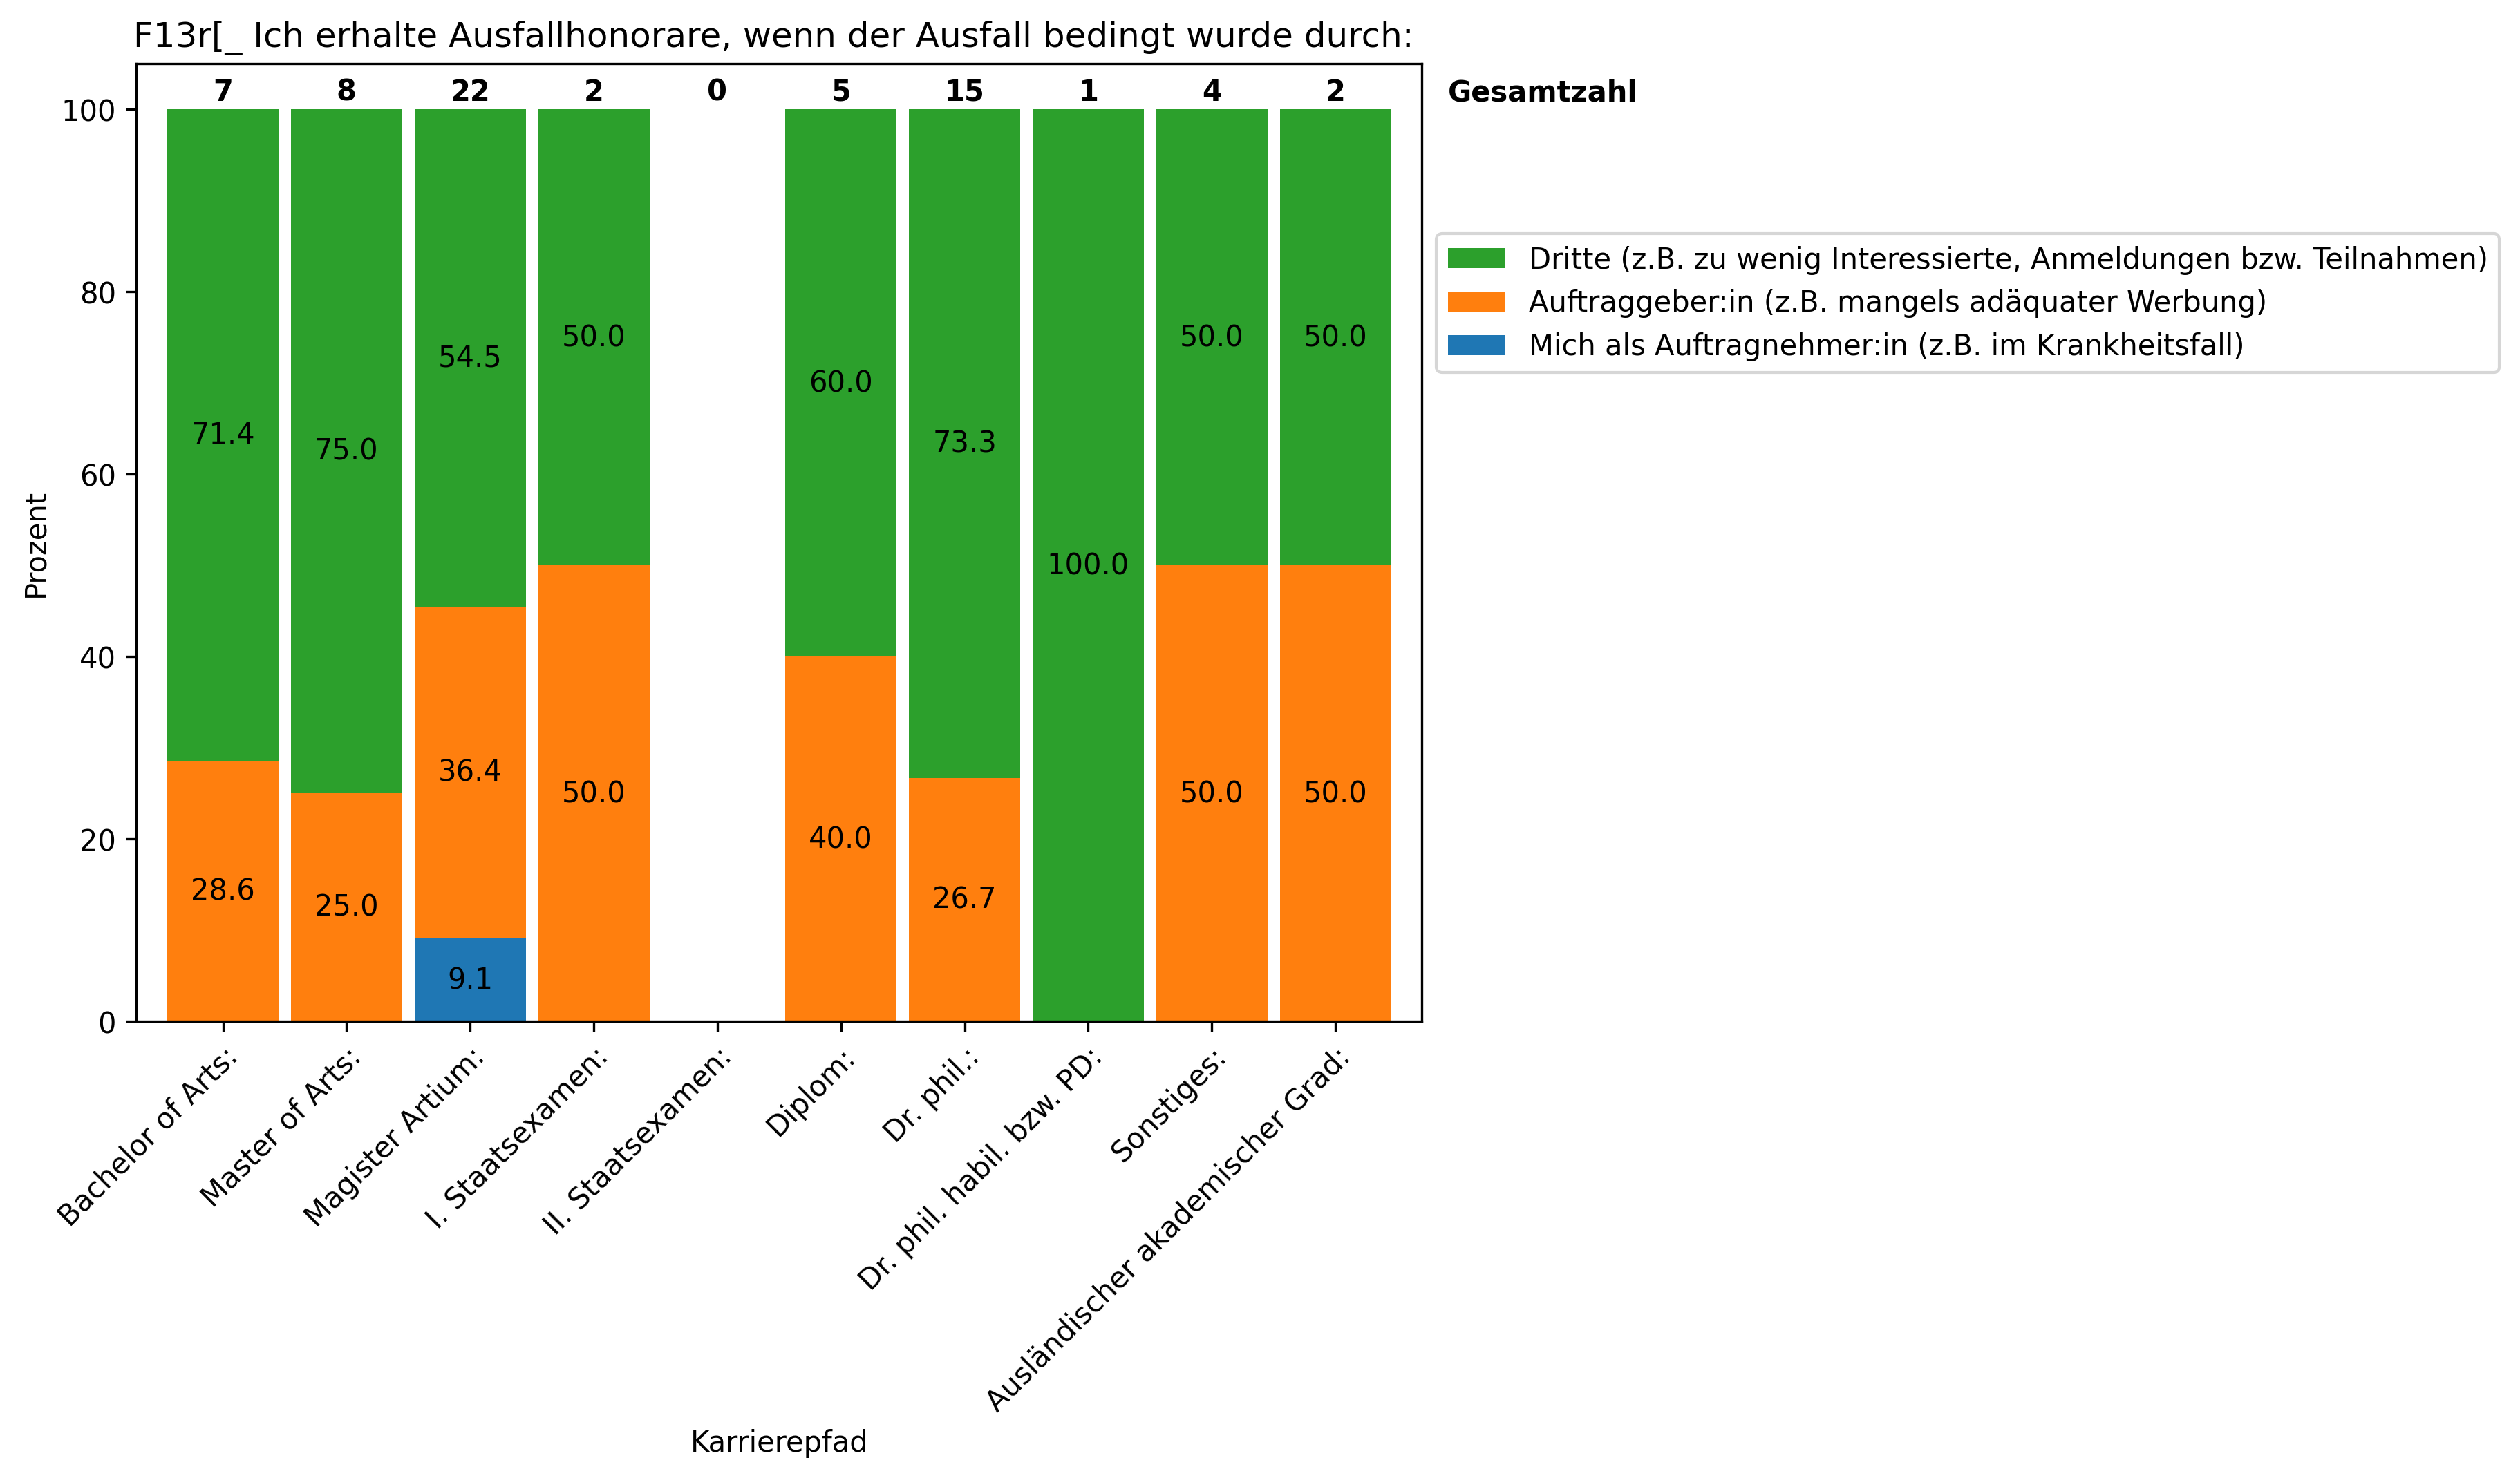 F13r[_ Ich erhalte Ausfallhonorare, wenn der Ausfall bedingt wurde durch:
7 8 22 2 0 5 15 1 4 2 Gesamtzahl
100
80
60
40
20
0
Prozent
71.4 75.0 54.5 50.0 60.0 73.3 100.0 50.0 50.0
28.6 25.0 36.4 50.0 40.0 26.7 50.0 50.0
9.1
Dritte (z.B. zu wenig Interessierte, Anmeldungen bzw. Teilnahmen)
Auftraggeber:in (z.B. mangels adäquater Werbung)
Mich als Auftragnehmer:in (z.B. im Krankheitsfall)
Bachelor of Arts:
Master of Arts:
Magister Artium:
I. Staatsexamen:
II. Staatsexamen:
Diplom:
Dr. phil.:
Dr. phil. habil. bzw. PD:
Sonstiges:
Ausländischer akademischer Grad:
Karrierepfad